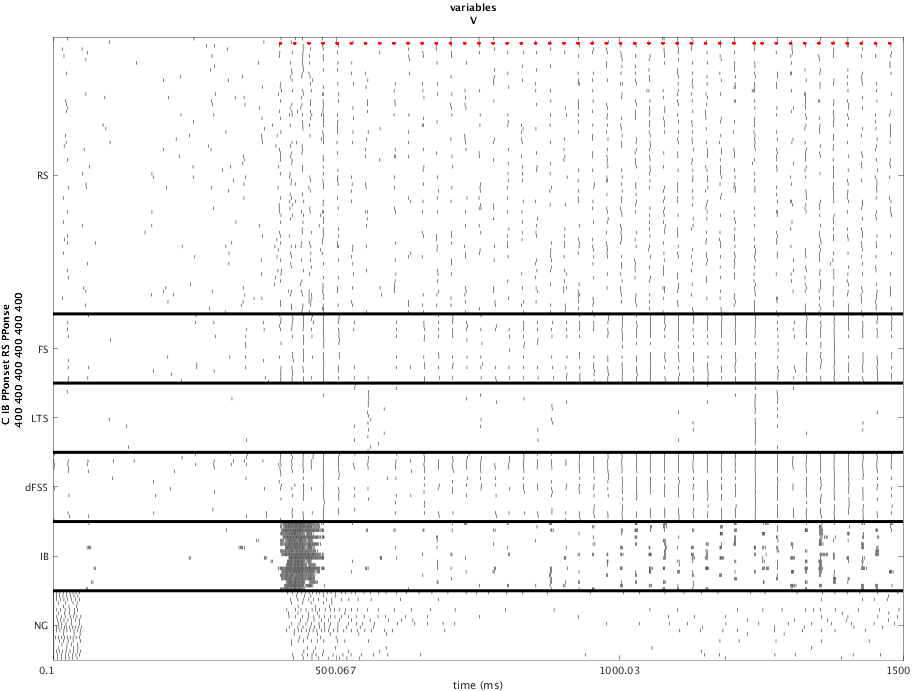 variables
V
C IB PPonset RS PPonse
400 400 400 400 400 400
RS
FS
LTS
dFS5
IB
NG
0.1
500.067
1000.03
1500
time (ms)